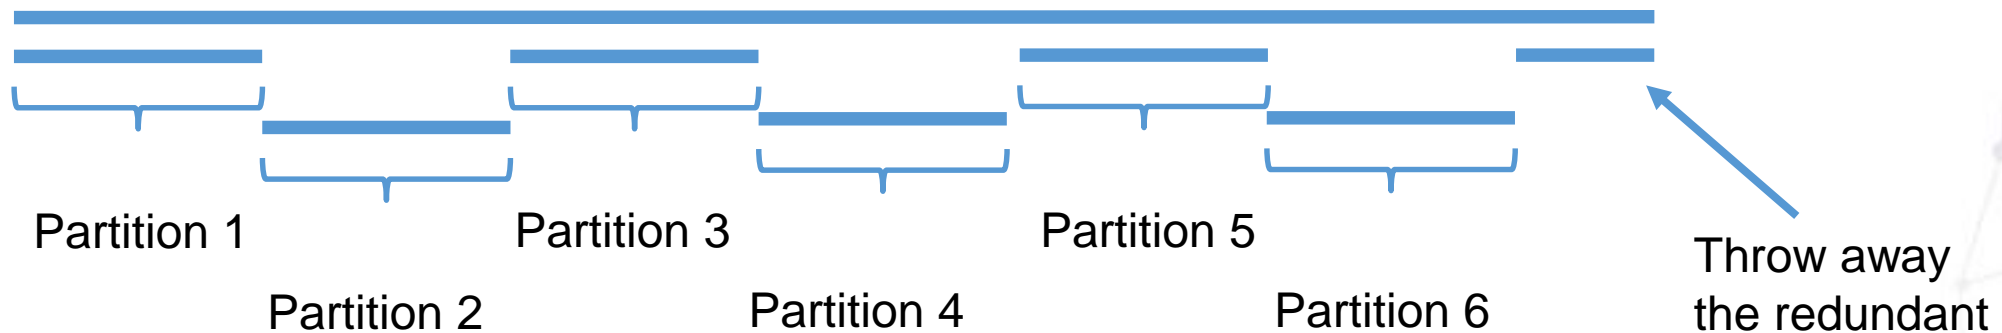 Partition 1
Partition 3
Partition 5
Throw away
the redundant
Partition 2
Partition 4
Partition 6